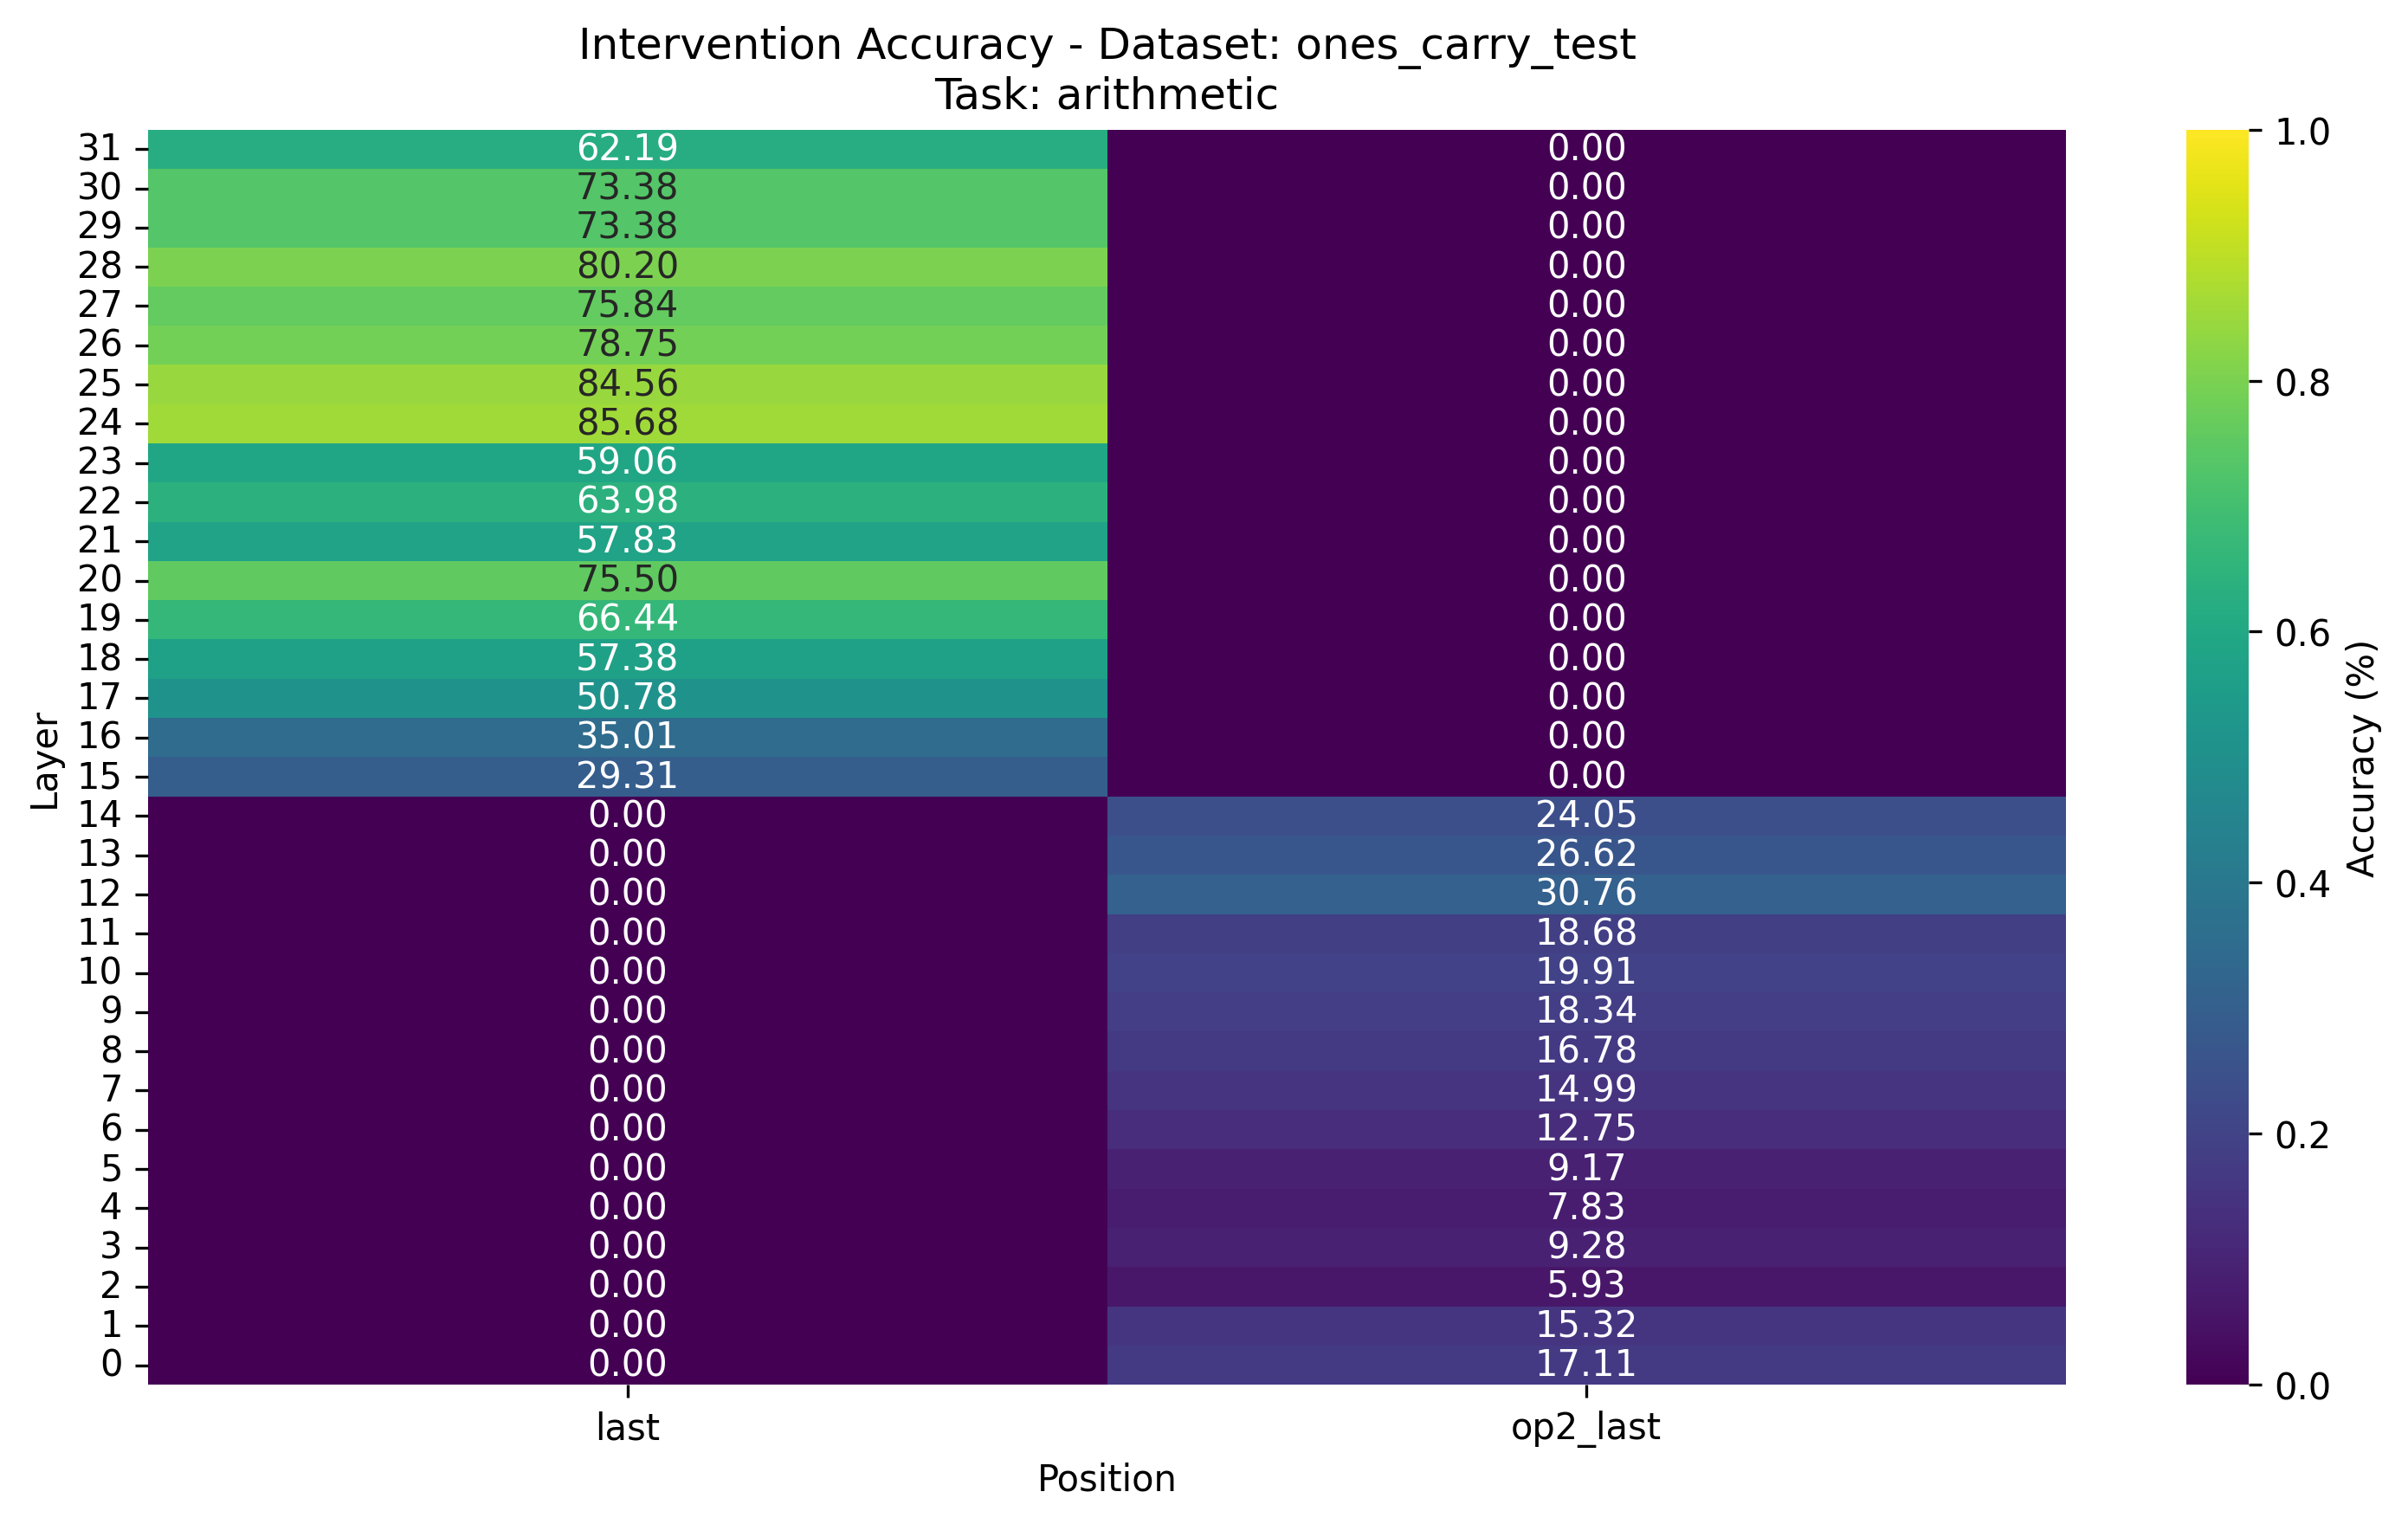 Intervention Accuracy - Dataset: ones_carry_test
Task: arithmetic
31 62.19 0.00
30 73.38 0.00
29 73.38 0.00
28 80.20 0.00
27 75.84 0.00
26 78.75 0.00
25 84.56 0.00
24 85.68 0.00
23 59.06 0.00
22 63.98 0.00
21 57.83 0.00
20 75.50 0.00
19 66.44 0.00
18 57.38 0.00
17 50.78 0.00
16 35.01 0.00
15 29.31 0.00
14 0.00 24.05
13 0.00 26.62
12 0.00 30.76
11 0.00 18.68
10 0.00 19.91
9 0.00 18.34
8 0.00 16.78
7 0.00 14.99
6 0.00 12.75
5 0.00 9.17
4 0.00 7.83
3 0.00 9.28
2 0.00 5.93
1 0.00 15.32
0 0.00 17.11
last op2_last
Position
Layer
1.0
0.8
0.6
0.4
0.2
0.0
Accuracy (%)